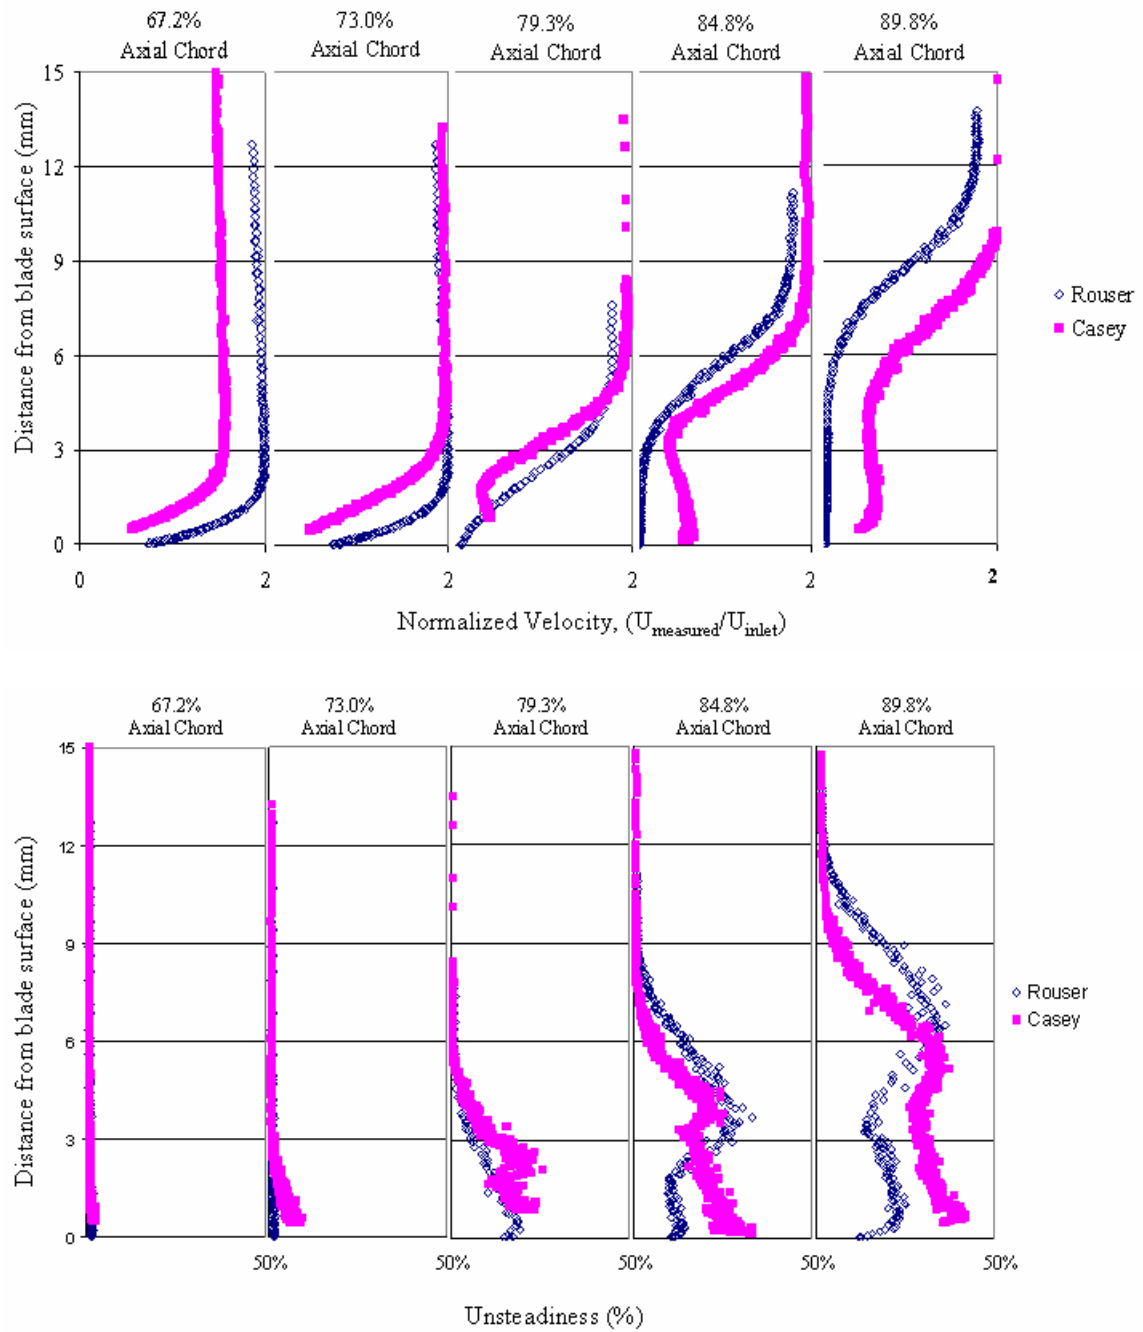 67.2% 73.0% 79.3% 84.8% 89.8%
Axial Chord Axial Chord Axial Chord Axial Chord Axial Chord
15
12
9
6
3
0
Distance from blade surface (mm)
0 2 2 2 2 2
Normalized Velocity, (Umeasured/Uinlet)
Rouser
Casey
67.2% 73.0% 79.3% 84.8% 89.8%
Axial Chord Axial Chord Axial Chord Axial Chord Axial Chord
15
12
9
6
3
0
Distance from blade surface (mm)
50% 50% 50% 50% 50%
Unsteadiness (%)
Rouser
Casey